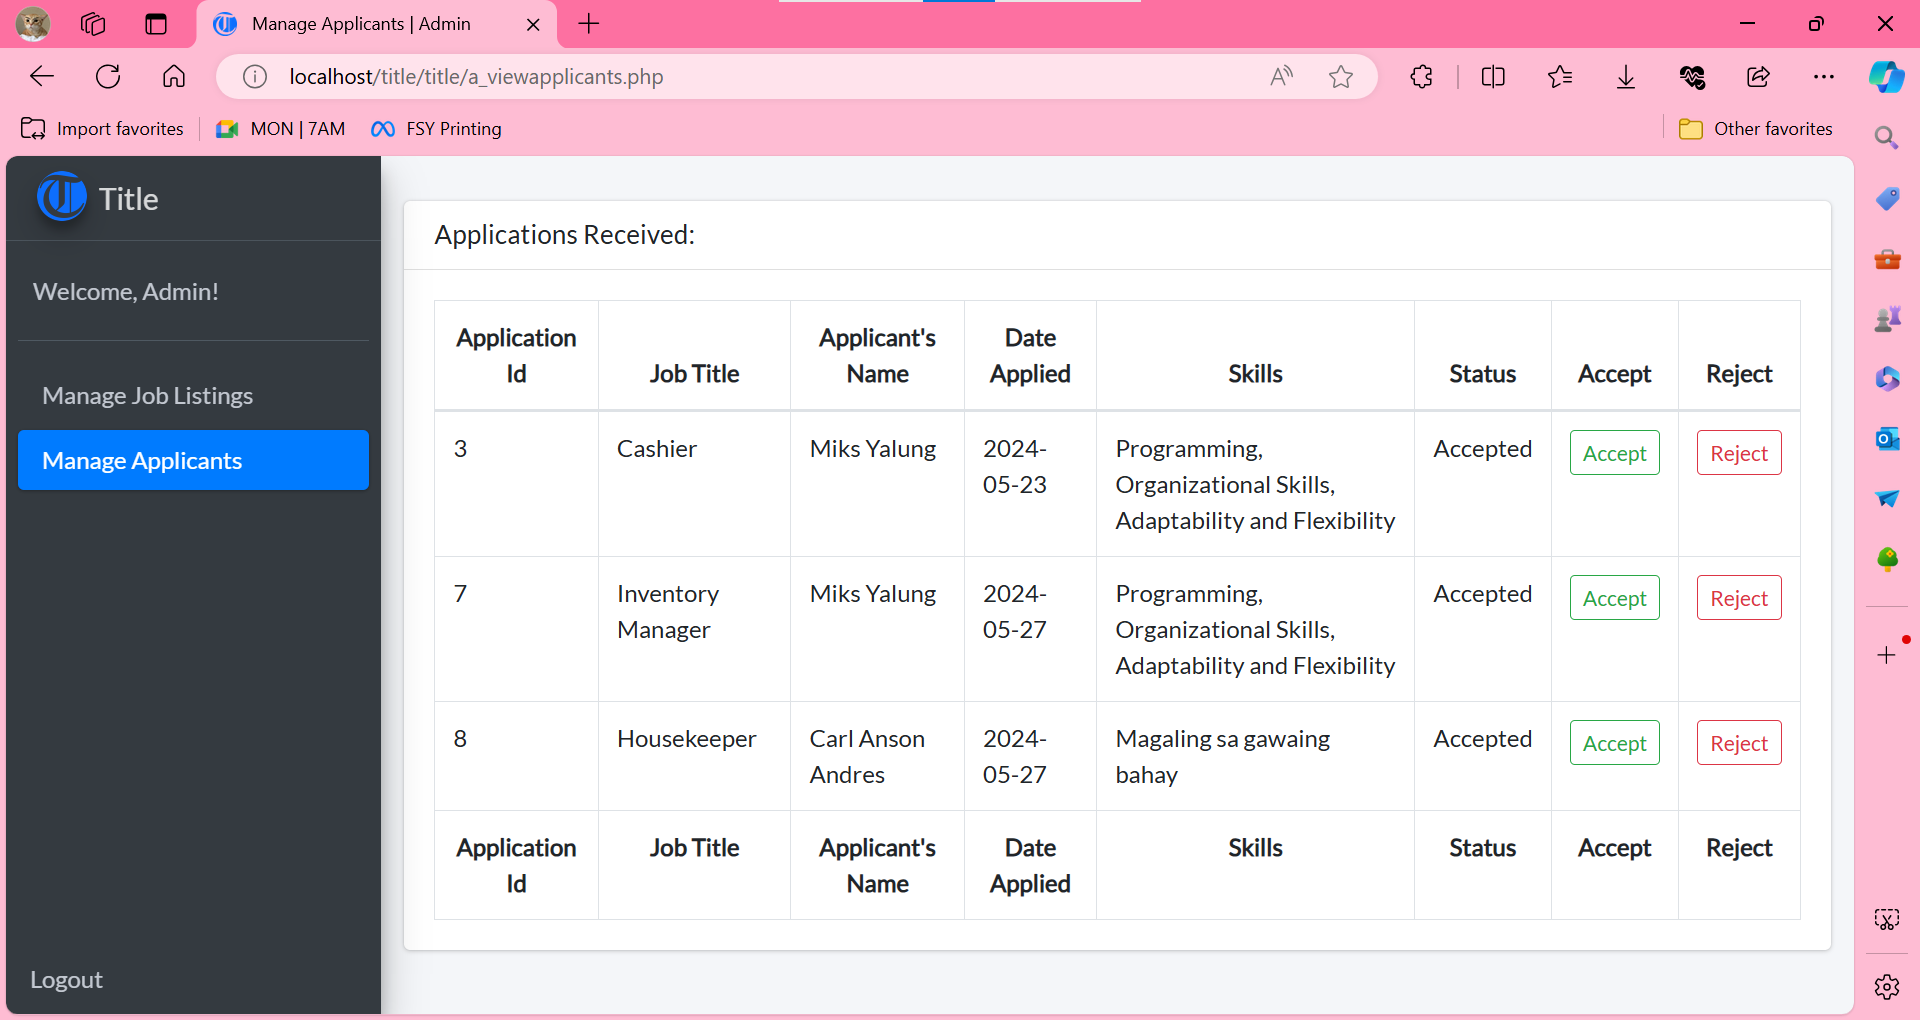 Manage Applicants | Admin
localhost/title/title/a_viewapplicants.php
Import favorites
MON | 7AM
FSY Printing
Other favorites
Title
Welcome, Admin!
Manage Job Listings
Manage Applicants
Logout
Applications Received:
Application Id Job Title Applicant's Name Date Applied Skills Status Accept Reject
3 Cashier Miks Yalung 2024- Programming, Accepted Accept Reject
05-23 Organizational Skills,
Adaptability and Flexibility
7 Inventory Miks Yalung 2024- Programming, Accepted Accept Reject
Manager 05-27 Organizational Skills,
Adaptability and Flexibility
8 Housekeeper Carl Anson 2024- Magaling sa gawaing Accepted Accept Reject
Andres 05-27 bahay
Application Job Title Applicant's Date Skills Status Accept Reject
Id Name Applied